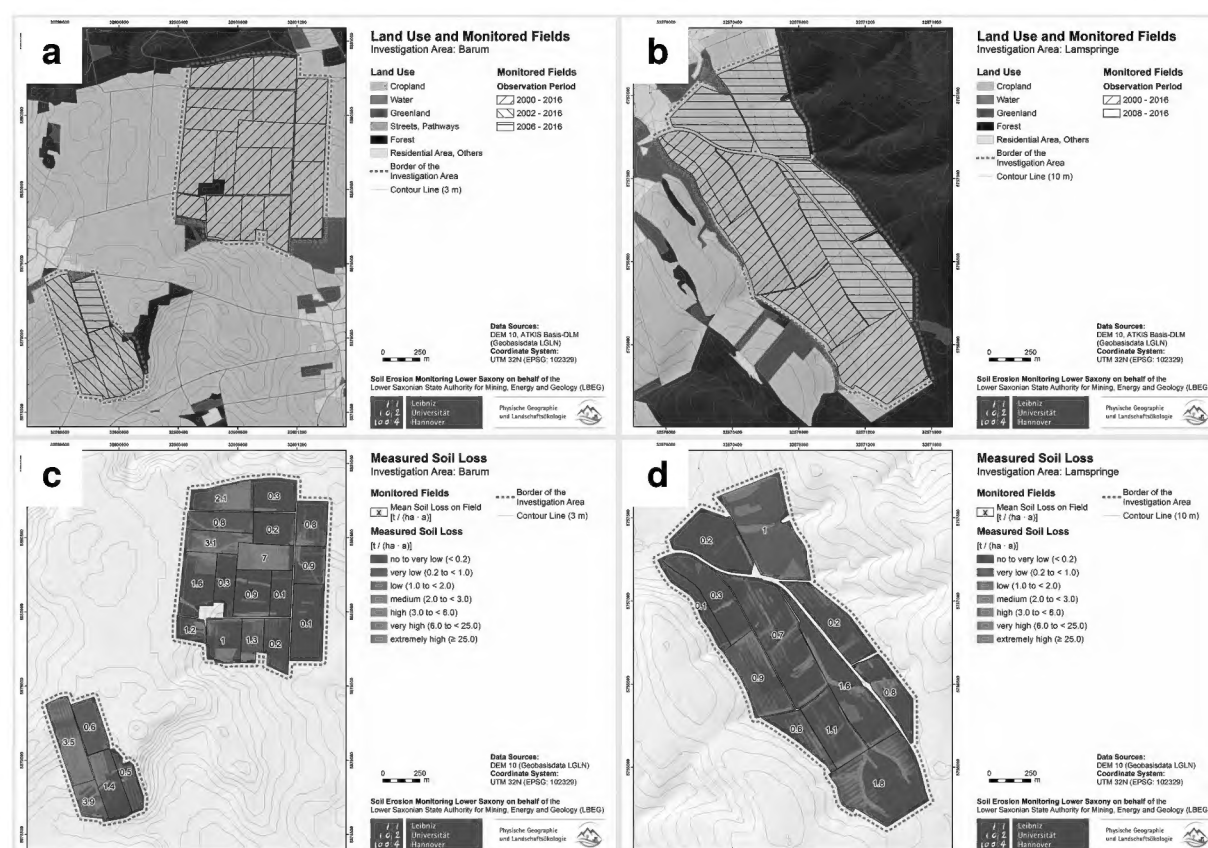 a
Land Use and Monitored Fields
Investigation Area: Barum
Land Use
Cropland
Water
Greenland
Streets, Pathways
Forest
Residential Area, Others
Border of the
Investigation Area
Contour Line (3 m)
Monitored Fields
Observation Period
2000 - 2016
2002 - 2016
2006 - 2016
0 250 m
Data Sources:
DEM 10, ATKIS Basis-DLM
(Geobasisdata LGLN)
Coordinate System:
UTM 32N (EPSG: 102329)
Soil Erosion Monitoring Lower Saxony on behalf of the
Lower Saxonian State Authority for Mining, Energy and Geology (LBEG)
Leibniz
Universität
Hannover
Physische Geographie
und Landschaftsökologie
b
Land Use and Monitored Fields
Investigation Area: Lamspringe
Land Use
Cropland
Water
Greenland
Streets, Pathways
Forest
Residential Area, Others
Border of the
Investigation Area
Contour Line (10 m)
Monitored Fields
Observation Period
2000 - 2016
2008 - 2016
0 250 m
Data Sources:
DEM 10, ATKIS Basis-DLM
(Geobasisdata LGLN)
Coordinate System:
UTM 32N (EPSG: 102329)
Soil Erosion Monitoring Lower Saxony on behalf of the
Lower Saxonian State Authority for Mining, Energy and Geology (LBEG)
Leibniz
Universität
Hannover
Physische Geographie
und Landschaftsökologie
c
2.1
0.3
0.8
0.8
0.2
3.1
7
0.9
1.6
0.3
0.9
0.1
0.1
1.2
1
1.3
0.2
0.6
3.5
0.5
1.4
3.9
Measured Soil Loss
Investigation Area: Barum
Monitored Fields
x Mean Soil Loss on Field
[t / (ha · a)]
Border of the
Investigation Area
Contour Line (3 m)
Measured Soil Loss
[t / (ha · a)]
no to very low (< 0.2)
very low (0.2 to < 1.0)
low (1.0 to < 2.0)
medium (2.0 to < 3.0)
high (3.0 to < 6.0)
very high (6.0 to < 25.0)
extremely high (≥ 25.0)
0 250 m
Data Sources:
DEM 10 (Geobasisdata LGLN)
Coordinate System:
UTM 32N (EPSG: 102329)
Soil Erosion Monitoring Lower Saxony on behalf of the
Lower Saxonian State Authority for Mining, Energy and Geology (LBEG)
Leibniz
Universität
Hannover
Physische Geographie
und Landschaftsökologie
d
1
0.2
0.3
0.1
0.2
0.7
0.9
1.6
0.8
0.6
1.1
1.8
Measured Soil Loss
Investigation Area: Lamspringe
Monitored Fields
x Mean Soil Loss on Field
[t / (ha · a)]
Border of the
Investigation Area
Contour Line (10 m)
Measured Soil Loss
[t / (ha · a)]
no to very low (< 0.2)
very low (0.2 to < 1.0)
low (1.0 to < 2.0)
medium (2.0 to < 3.0)
high (3.0 to < 6.0)
very high (6.0 to < 25.0)
extremely high (≥ 25.0)
0 250 m
Data Sources:
DEM 10 (Geobasisdata LGLN)
Coordinate System:
UTM 32N (EPSG: 102329)
Soil Erosion Monitoring Lower Saxony on behalf of the
Lower Saxonian State Authority for Mining, Energy and Geology (LBEG)
Leibniz
Universität
Hannover
Physische Geographie
und Landschaftsökologie